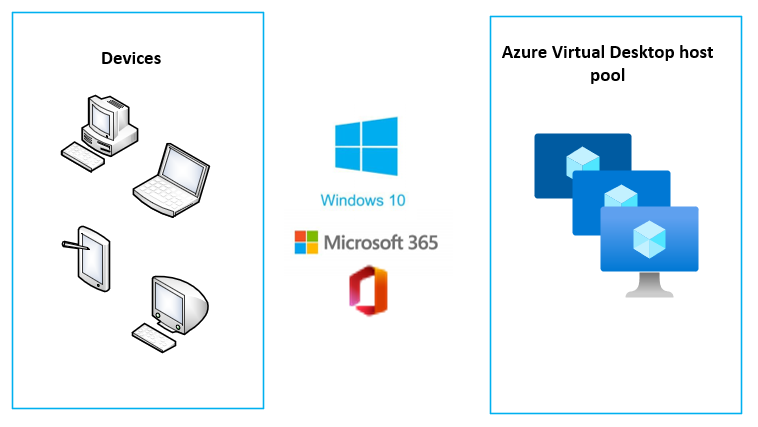 Devices
Windows 10
Microsoft 365
Azure Virtual Desktop host
pool